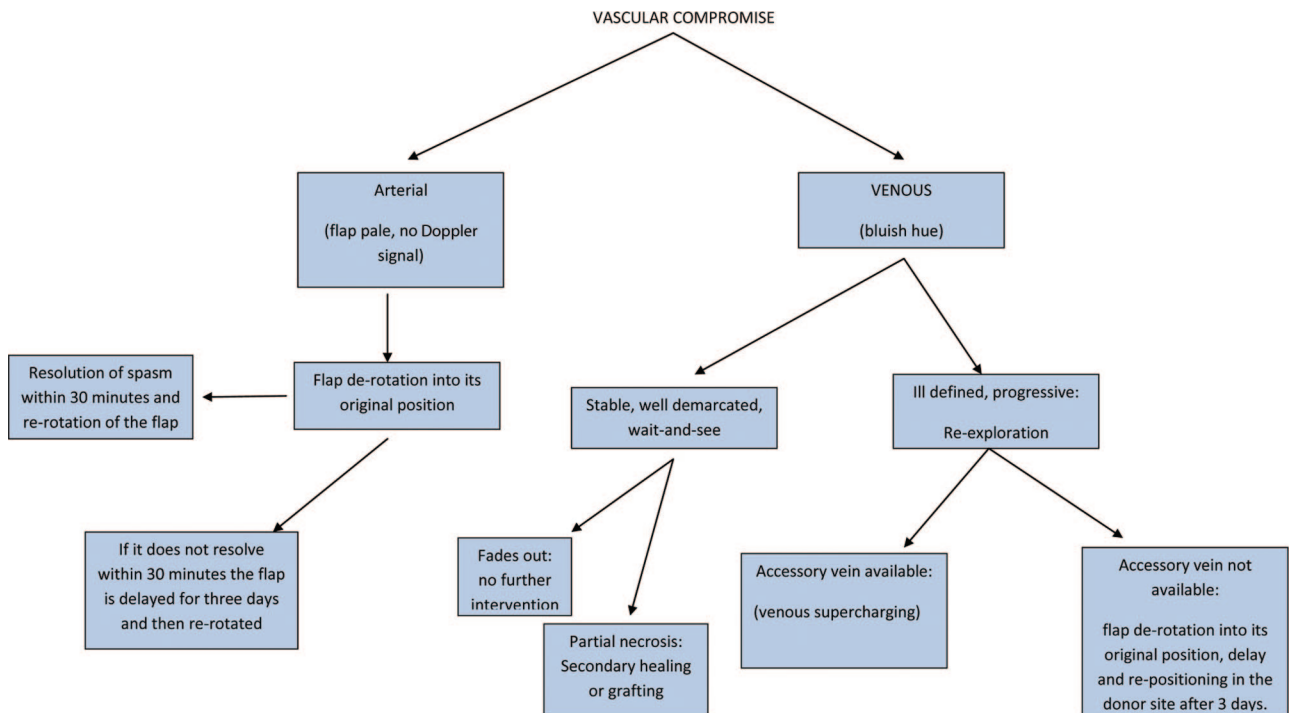 VASCULAR COMPROMISE
Arterial
(flap pale, no Doppler
signal)
VENOUS
(bluish hue)
Resolution of spasm
within 30 minutes and
re-rotation of the flap
Flap de-rotation into its
original position
Stable, well demarcated,
wait-and-see
Ill defined, progressive:
Re-exploration
If it does not resolve
within 30 minutes the flap
is delayed for three days
and then re-rotated
Fades out:
no further
intervention
Partial necrosis:
Secondary healing
or grafting
Accessory vein available:
(venous supercharging)
Accessory vein not
available:
flap de-rotation into its
original position, delay
and re-positioning in the
donor site after 3 days.